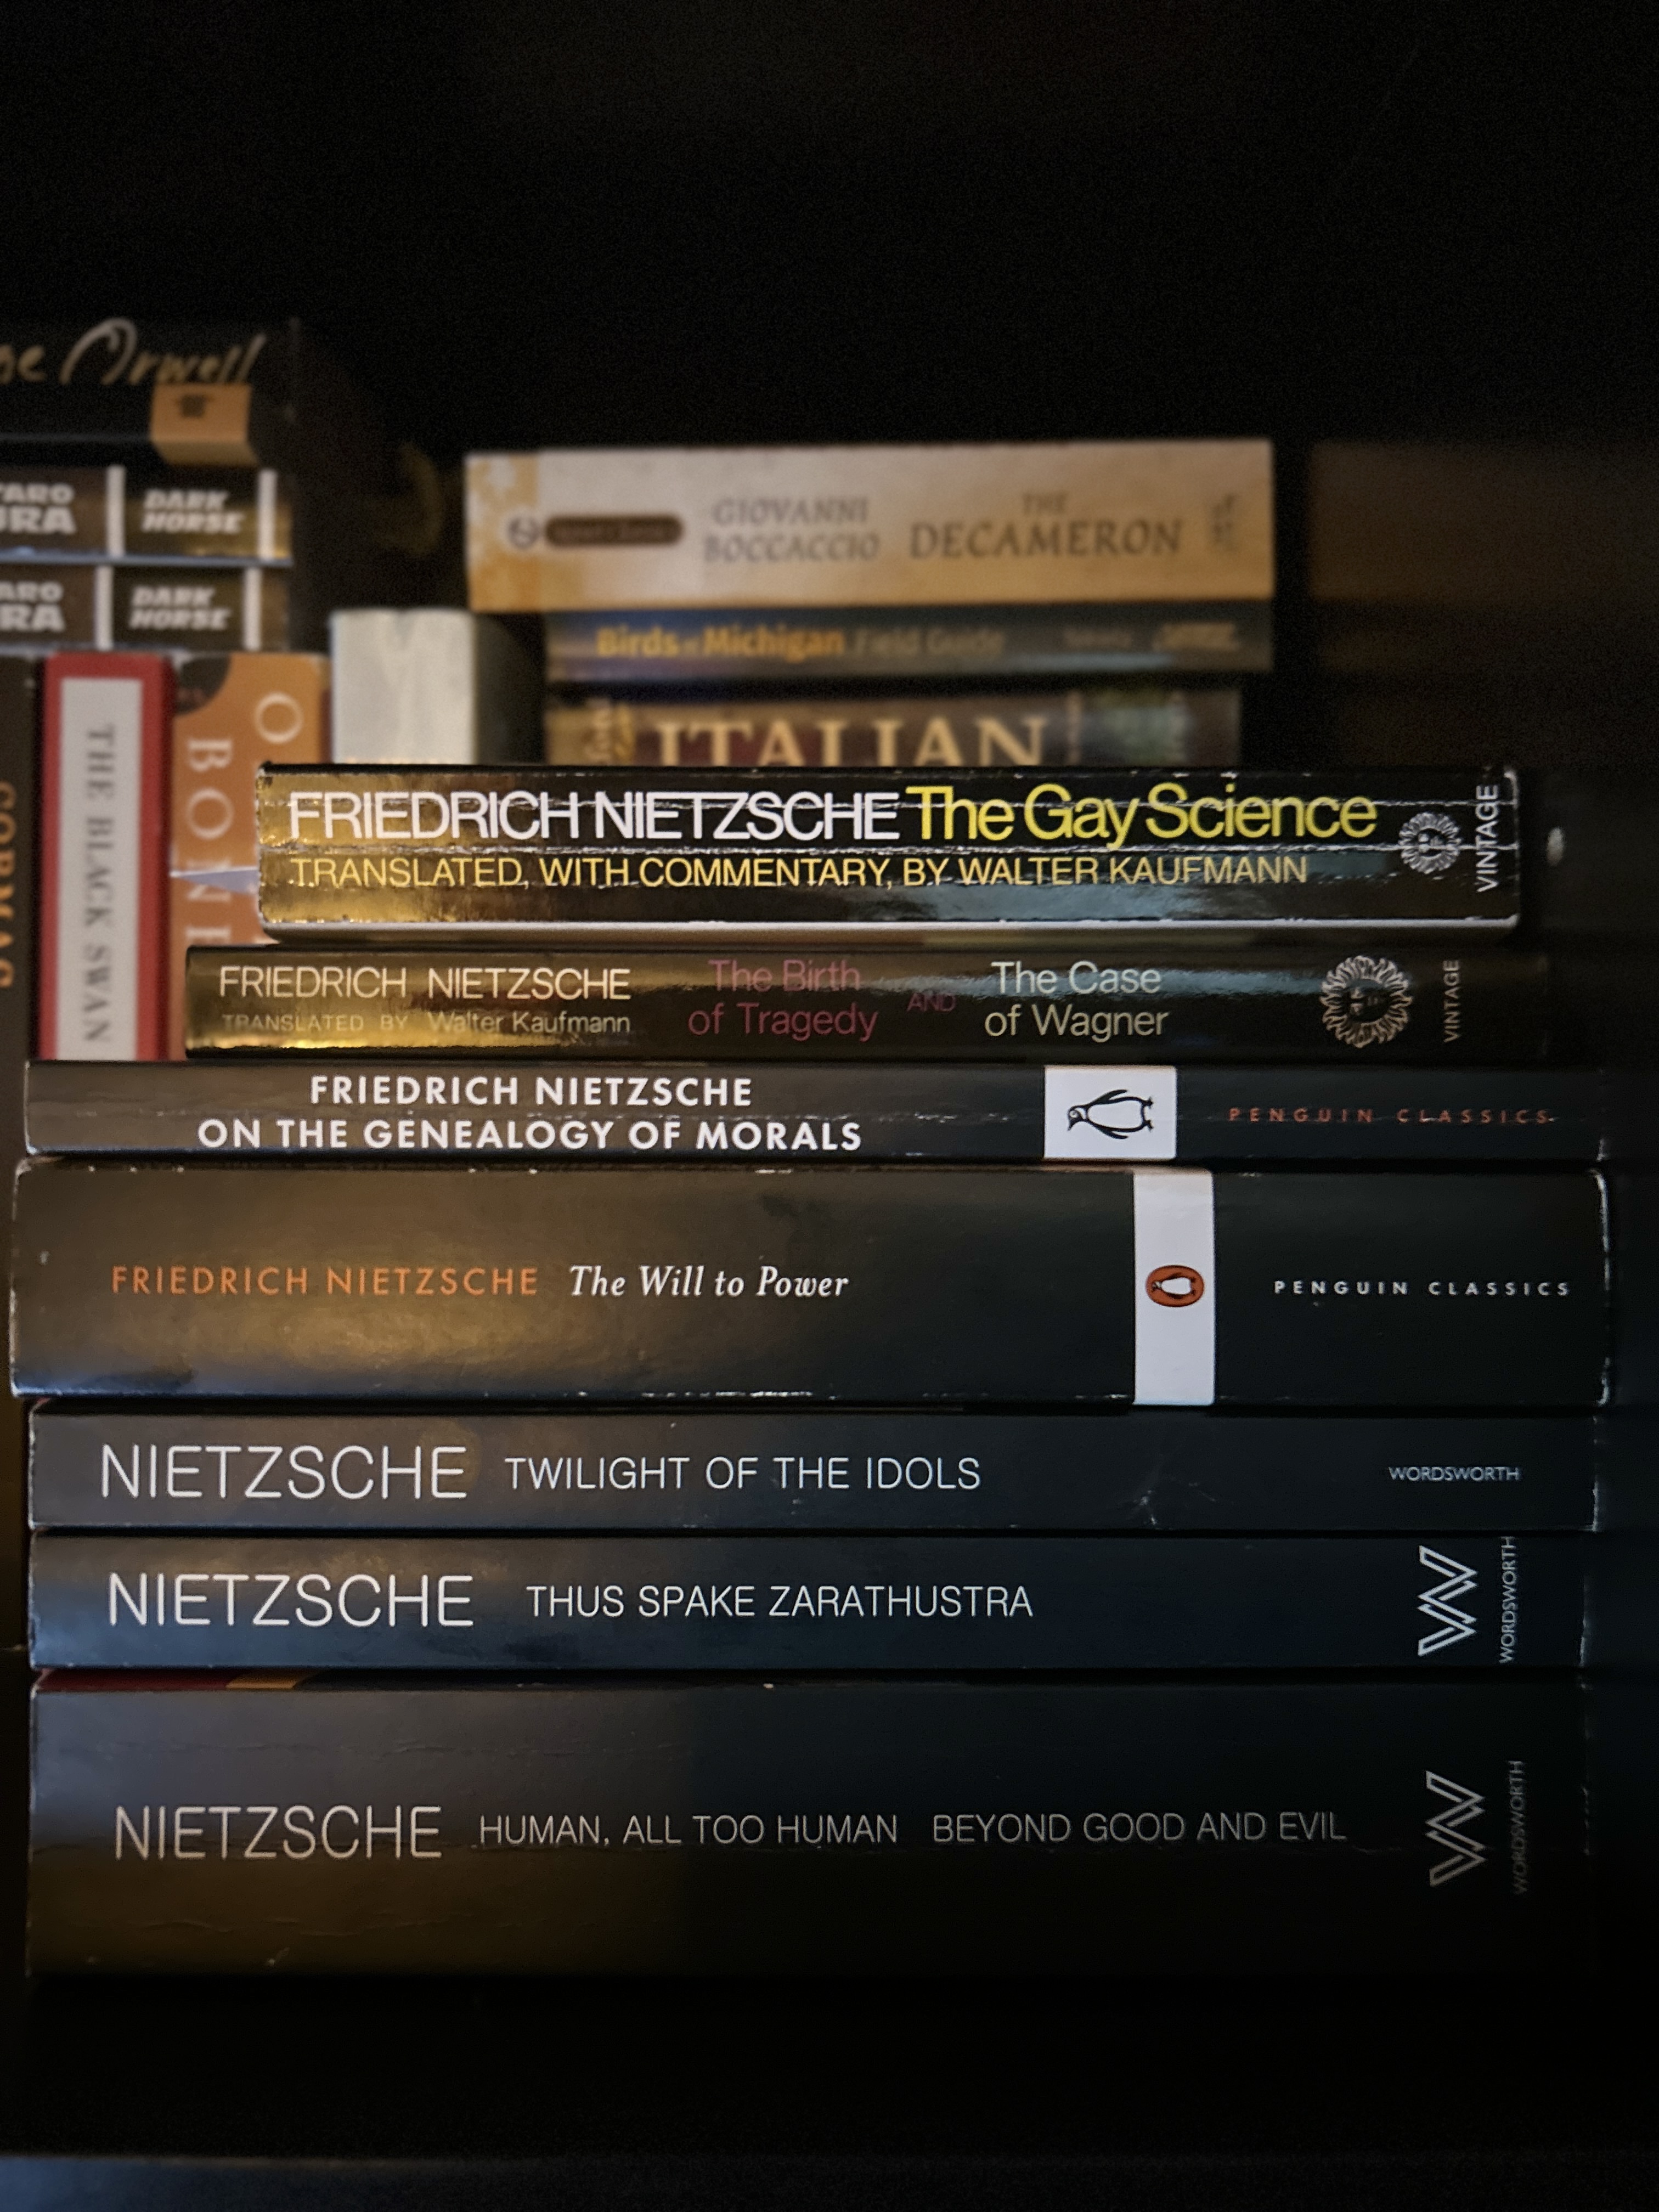 Orwell
DARK
HORSE
DARK
HORSE
THE BLACK SWAN
GIOVANNI
BOCCACCIO
THE
DECAMERON
Birds of Michigan Field Guide
ITALIAN
FRIEDRICH NIETZSCHE The Gay Science
TRANSLATED, WITH COMMENTARY, BY WALTER KAUFMANN
VINTAGE
FRIEDRICH NIETZSCHE
TRANSLATED BY Walter Kaufmann
The Birth
of Tragedy
AND
The Case
of Wagner
VINTAGE
FRIEDRICH NIETZSCHE
ON THE GENEALOGY OF MORALS
PENGUIN CLASSICS
FRIEDRICH NIETZSCHE The Will to Power
PENGUIN CLASSICS
NIETZSCHE TWILIGHT OF THE IDOLS
WORDSWORTH
NIETZSCHE THUS SPAKE ZARATHUSTRA
WORDSWORTH
NIETZSCHE HUMAN, ALL TOO HUMAN BEYOND GOOD AND EVIL
WORDSWORTH